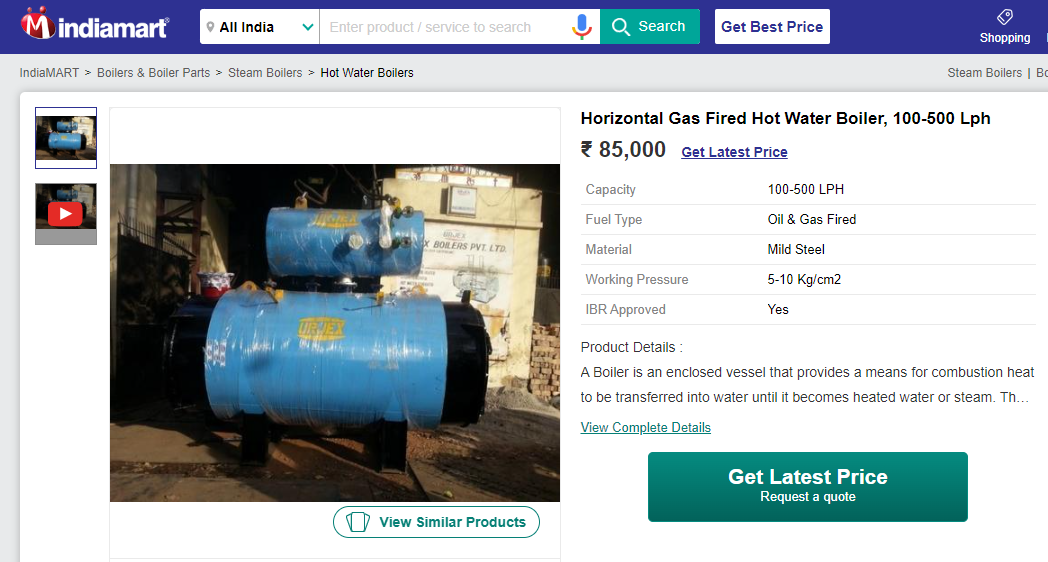 indiamart
All India
Enter product / service to search
Search
Get Best Price
Shopping
IndiaMART > Boilers & Boiler Parts > Steam Boilers > Hot Water Boilers
Steam Boilers | Bo
Horizontal Gas Fired Hot Water Boiler, 100-500 Lph
₹ 85,000 Get Latest Price
Capacity 100-500 LPH
Fuel Type Oil & Gas Fired
Material Mild Steel
Working Pressure 5-10 Kg/cm2
IBR Approved Yes
Product Details :
A Boiler is an enclosed vessel that provides a means for combustion heat
to be transferred into water until it becomes heated water or steam. Th...
View Complete Details
Get Latest Price
Request a quote
BOILERS PVT. LTD.
View Similar Products